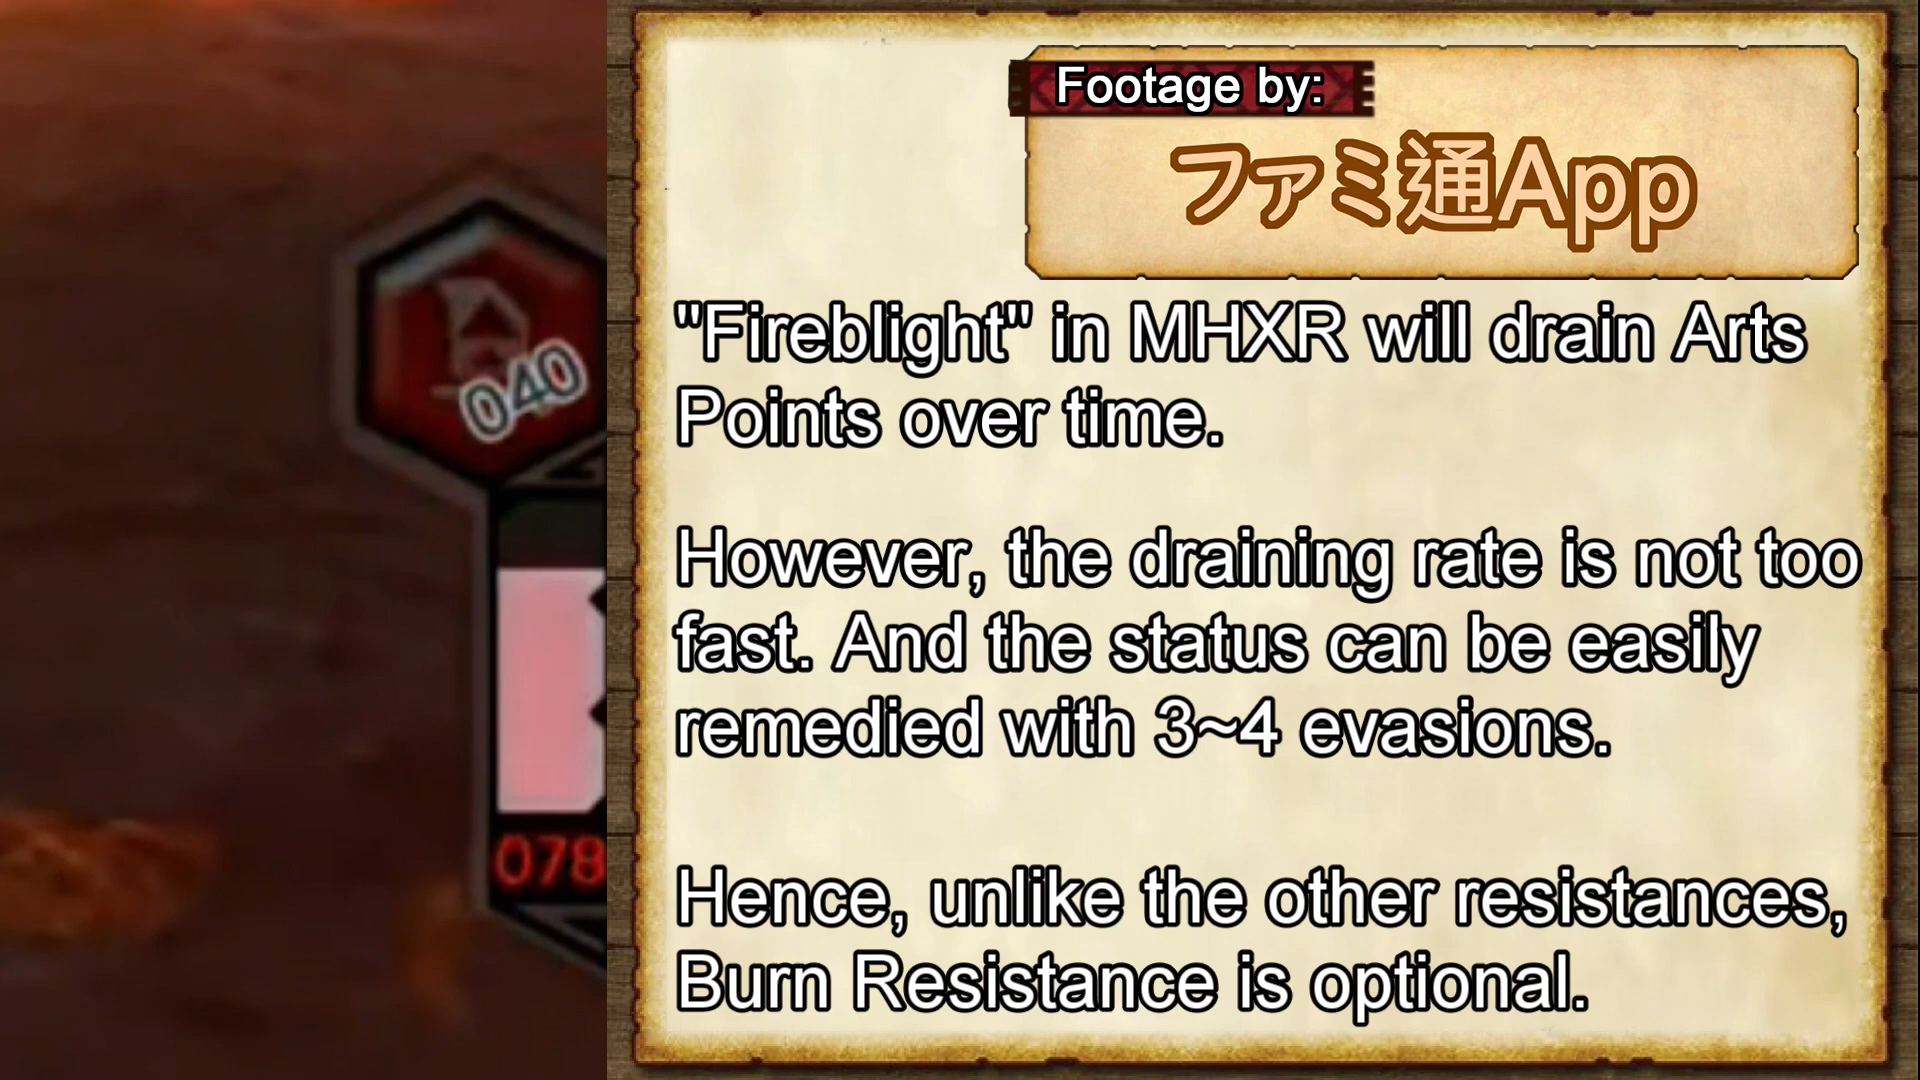 Footage by:
ファミ通App
"Fireblight" in MHXR will drain Arts
Points over time.
However, the draining rate is not too
fast. And the status can be easily
remedied with 3~4 evasions.
Hence, unlike the other resistances,
Burn Resistance is optional.
040
078